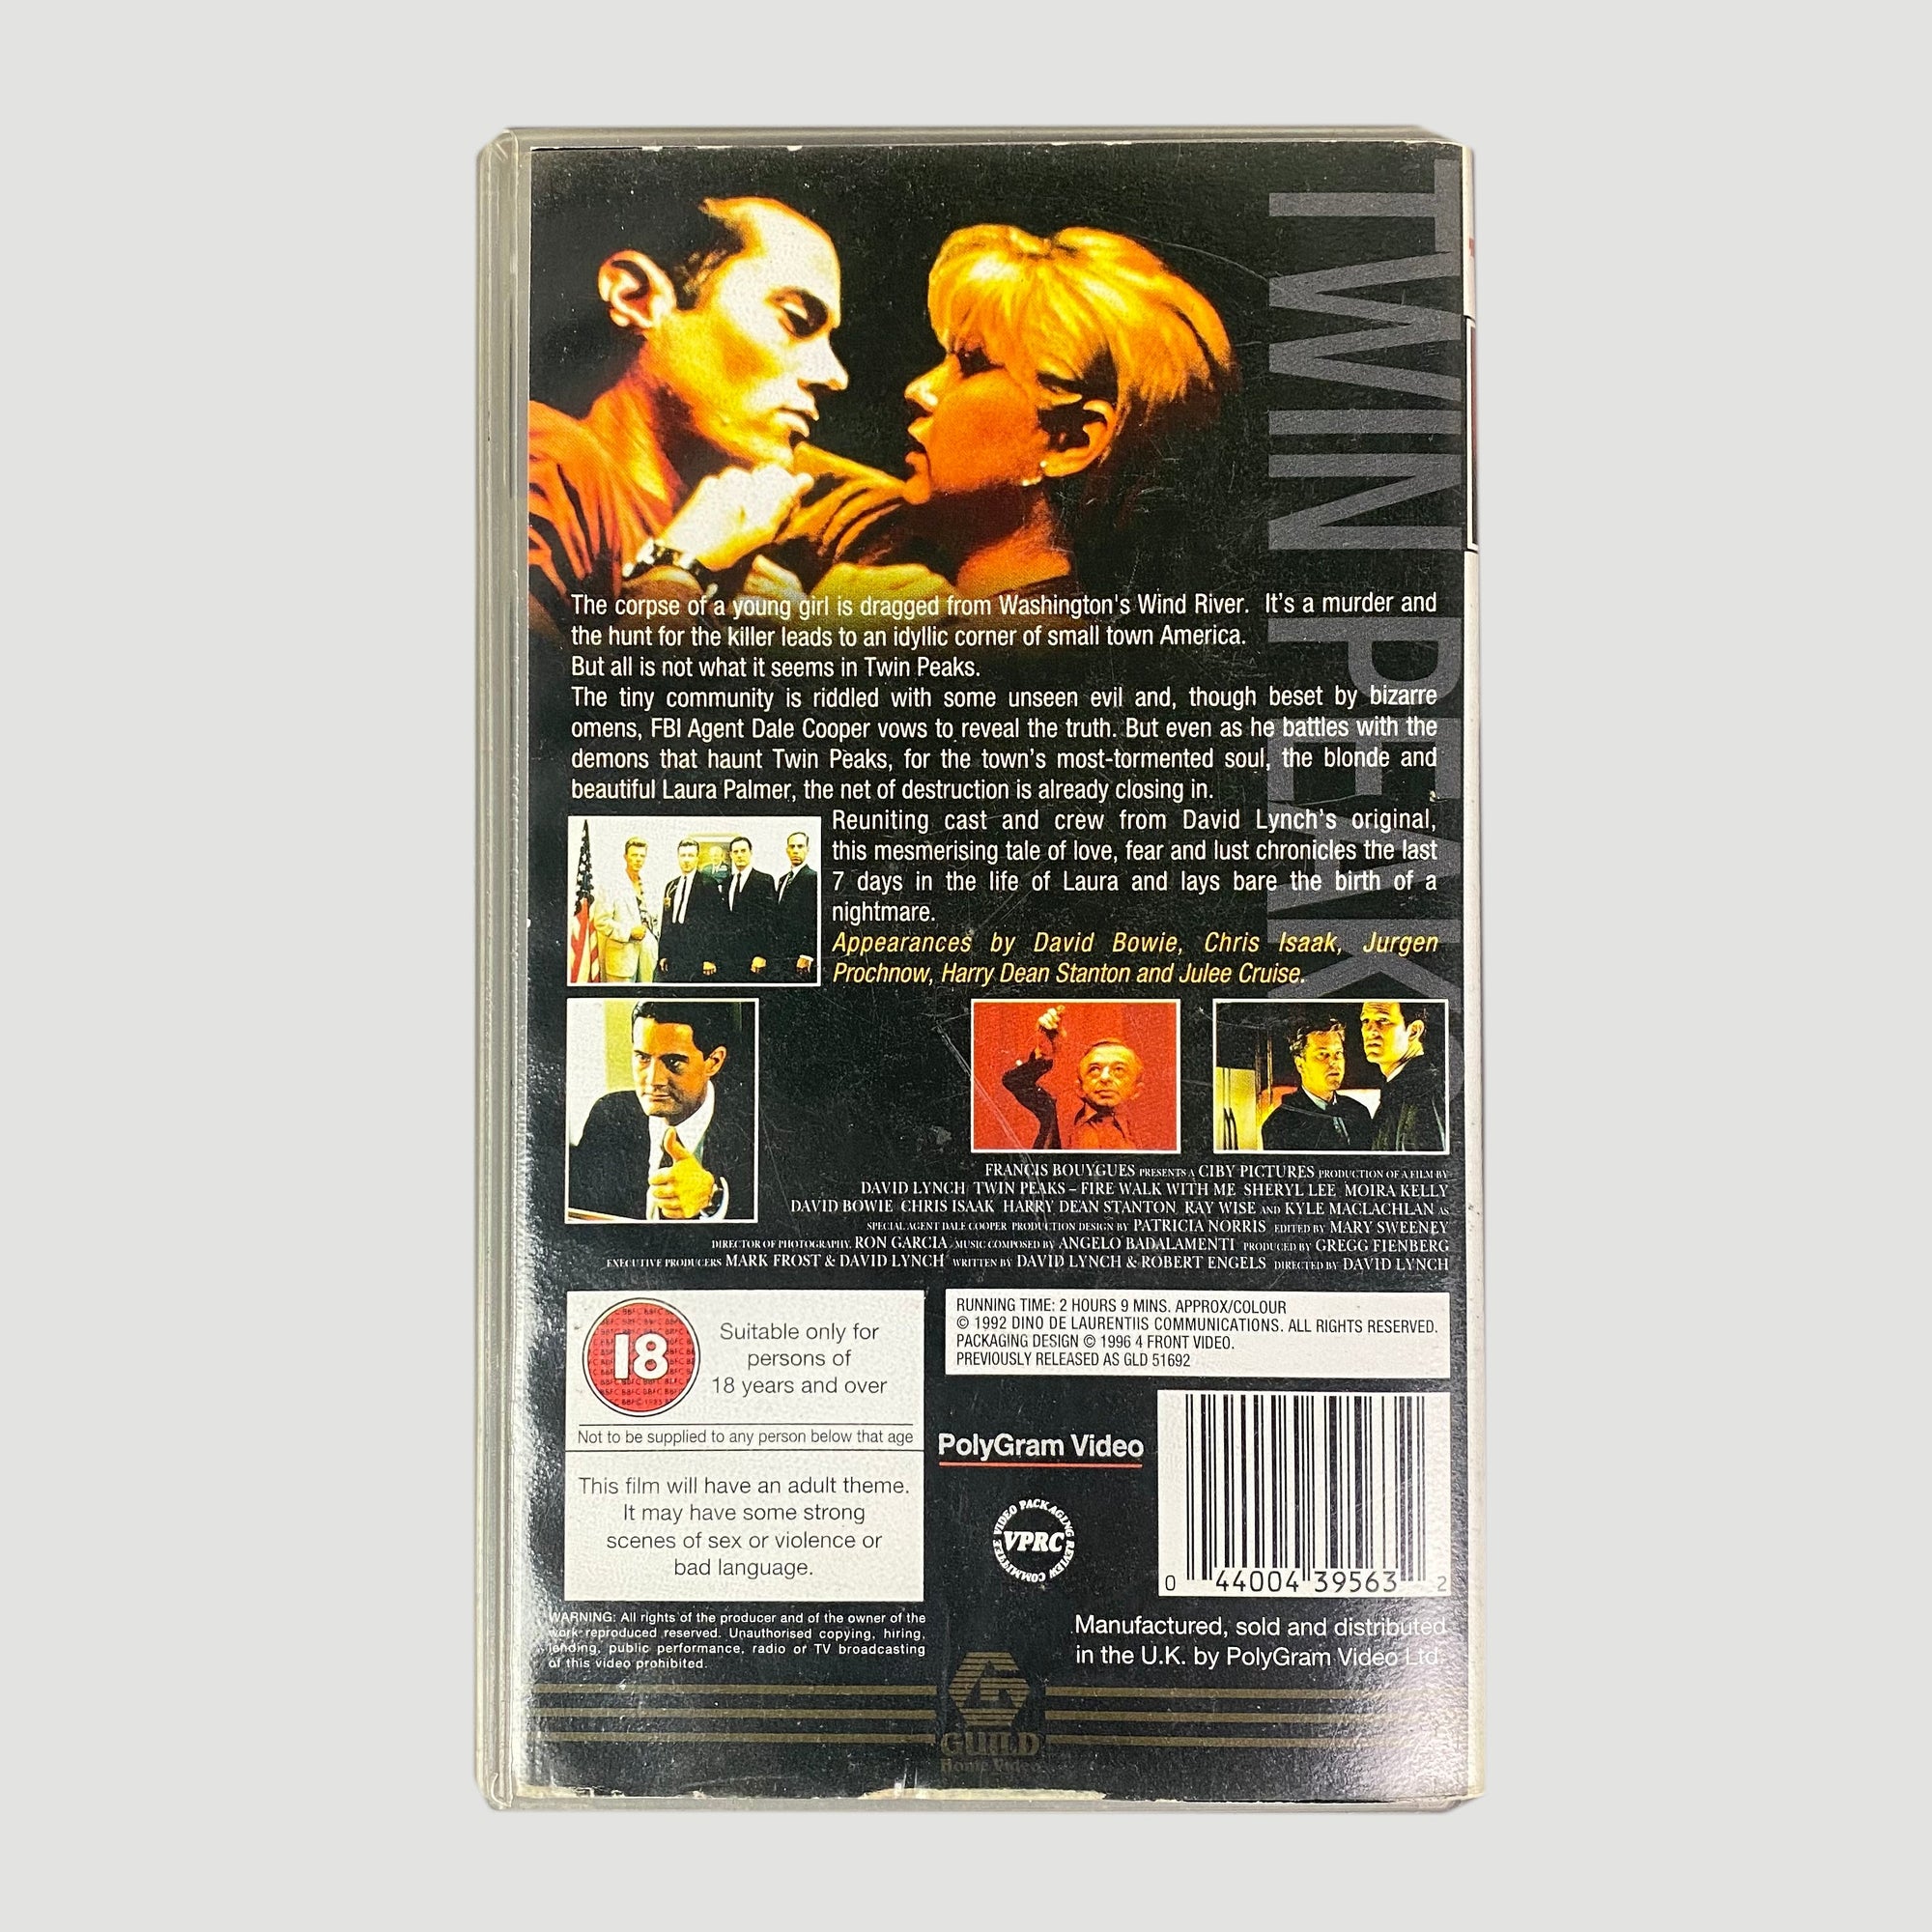 TWIN PEAKS
The corpse of a young girl is dragged from Washington's Wind River. It's a murder and
the hunt for the killer leads to an idyllic corner of small town America.
But all is not what it seems in Twin Peaks.
The tiny community is riddled with some unseen evil and, though beset by bizarre
omens, FBI Agent Dale Cooper vows to reveal the truth. But even as he battles with the
demons that haunt Twin Peaks, for the town's most-tormented soul, the blonde and
beautiful Laura Palmer, the net of destruction is already closing in.
Reuniting cast and crew from David Lynch's original,
this mesmerising tale of love, fear and lust chronicles the last
7 days in the life of Laura and lays bare the birth of a
nightmare.
Appearances by David Bowie, Chris Isaak, Jurgen
Prochnow, Harry Dean Stanton and Julee Cruise.
FRANCIS BOUYGUES PRESENTS A CIBY PICTURES PRODUCTION OF A FILM BY
DAVID LYNCH TWIN PEAKS – FIRE WALK WITH ME SHERYL LEE MOIRA KELLY
DAVID BOWIE CHRIS ISAAK HARRY DEAN STANTON RAY WISE AND KYLE MACLACHLAN AS
SPECIAL AGENT DALE COOPER PRODUCTION DESIGN BY PATRICIA NORRIS EDITED BY MARY SWEENEY
DIRECTOR OF PHOTOGRAPHY. RON GARCIA MUSIC COMPOSED BY ANGELO BADALAMENTI PRODUCED BY GREGG FIENBERG
EXECUTIVE PRODUCERS MARK FROST & DAVID LYNCH WRITTEN BY DAVID LYNCH & ROBERT ENGELS DIRECTED BY DAVID LYNCH
18
Suitable only for
persons of
18 years and over
Not to be supplied to any person below that age
This film will have an adult theme.
It may have some strong
scenes of sex or violence or
bad language.
RUNNING TIME: 2 HOURS 9 MINS. APPROX/COLOUR
© 1992 DINO DE LAURENTIIS COMMUNICATIONS. ALL RIGHTS RESERVED.
PACKAGING DESIGN © 1996 4 FRONT VIDEO.
PREVIOUSLY RELEASED AS GLD 51692
PolyGram Video
VIDEO PACKAGING REVIEW COMMITTEE
VPRC
0 44004 39563 2
WARNING: All rights of the producer and of the owner of the
work reproduced reserved. Unauthorised copying, hiring,
lending, public performance, radio or TV broadcasting
of this video prohibited.
Manufactured, sold and distributed
in the U.K. by PolyGram Video Ltd.
GUILD
Home Video